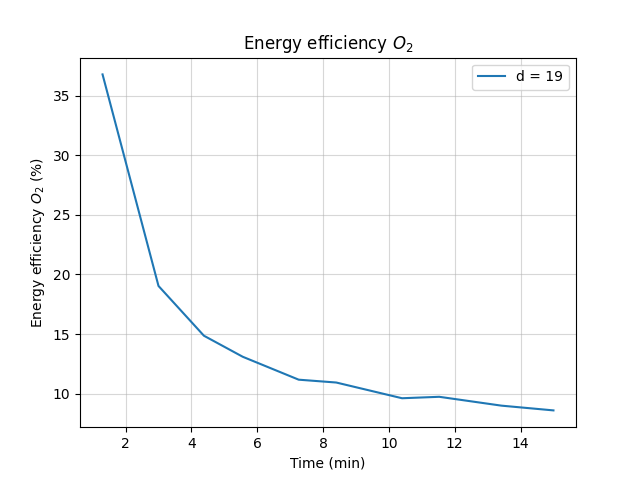 Energy efficiency O₂
d = 19
Energy efficiency O₂ (%)
35
30
25
20
15
10
2 4 6 8 10 12 14
Time (min)